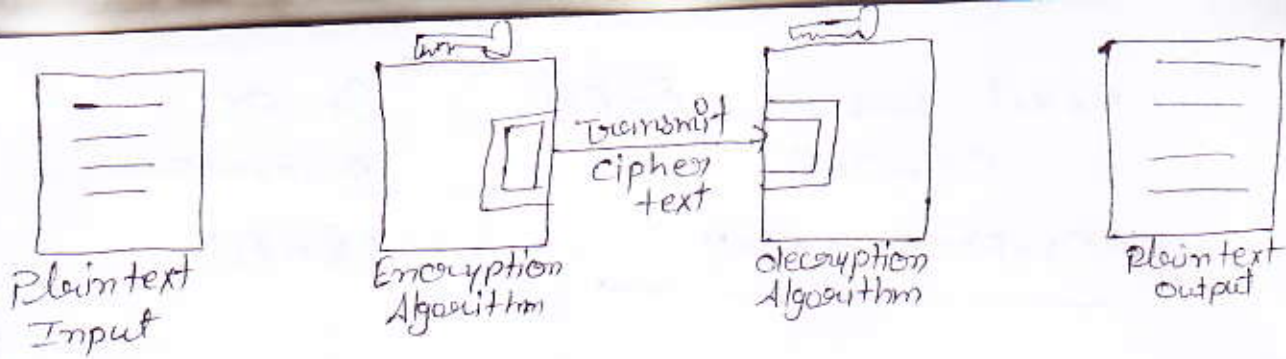 Plaintext
Input
Encryption
Algorithm
Transmit
Cipher
text
decryption
Algorithm
Plaintext
output